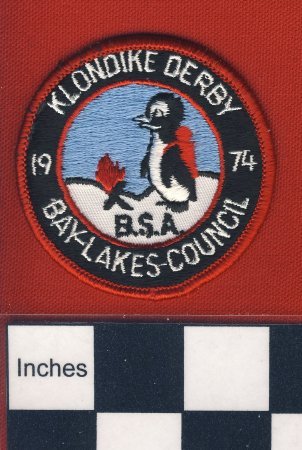 KLONDIKE DERBY
19 74
B.S.A
BAY-LAKES-COUNCIL
Inches